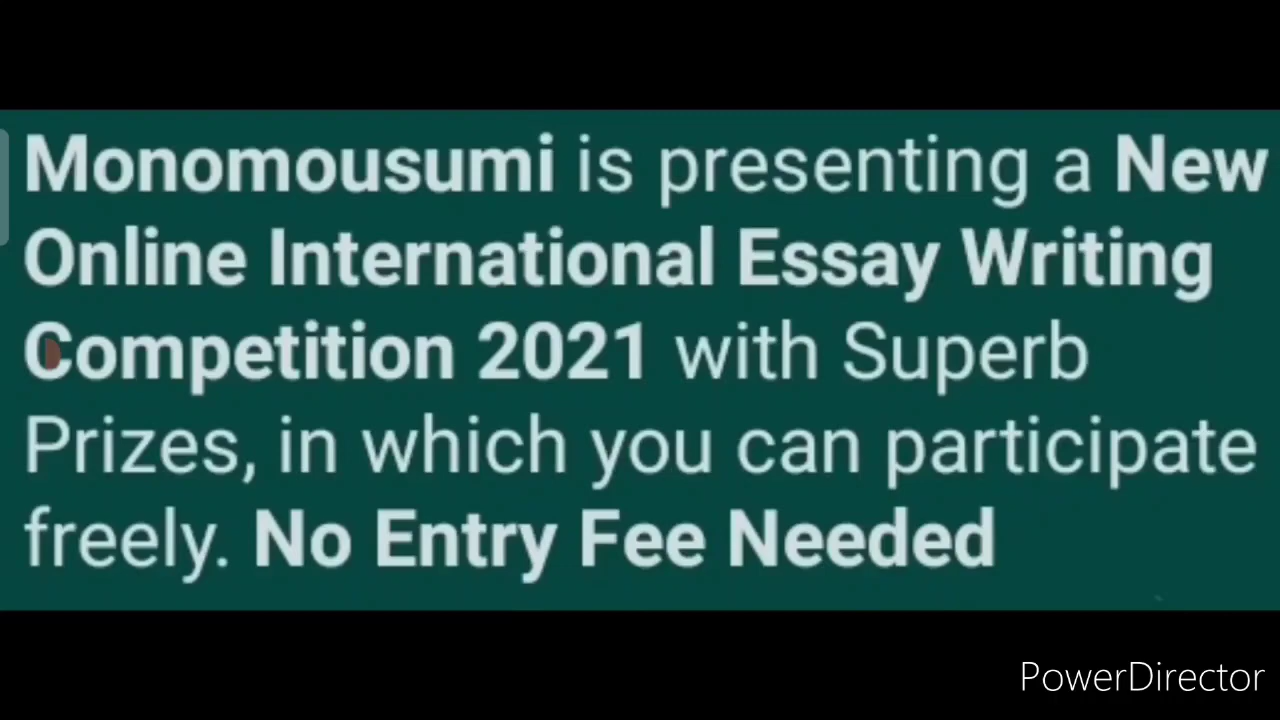 Monomousumi is presenting a New
Online International Essay Writing
Competition 2021 with Superb
Prizes, in which you can participate
freely. No Entry Fee Needed
PowerDirector